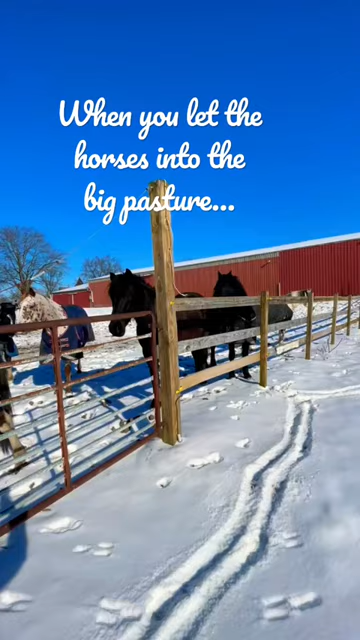 When you let the
horses into the
big pasture...